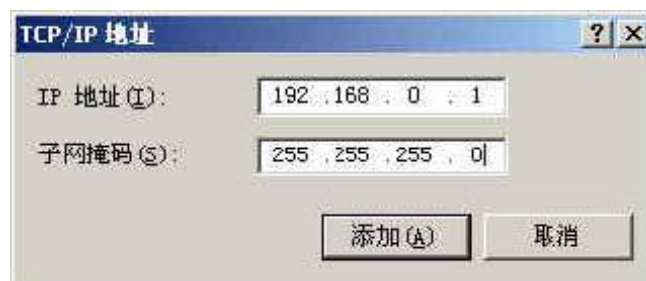 TCP/IP 地址
IP 地址(I): 192 .168 . 0 . 1
子网掩码(S): 255 .255 .255 . 0
添加(A) 取消